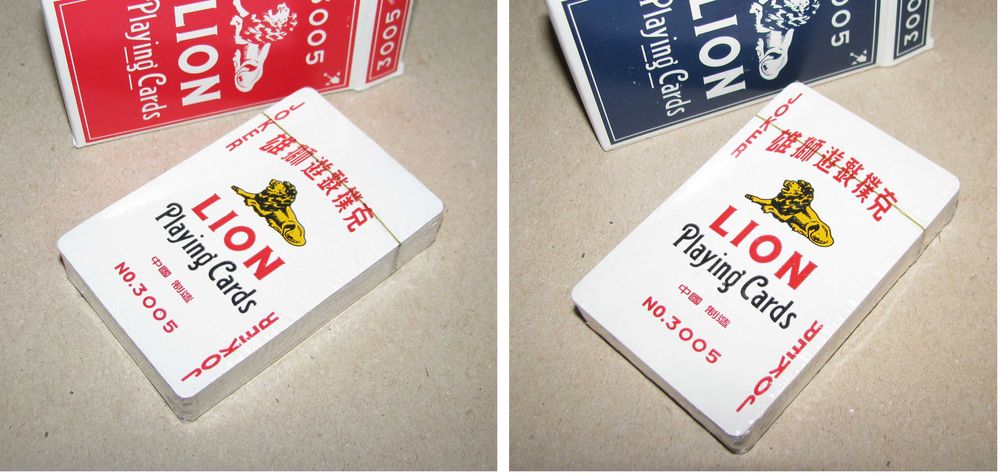 3005
LION
Playing Cards
3005
JOKER
雄獅遊戲撲克
LION
Playing Cards
中國 制造
NO.3005
JOKER
3005
LION
Playing Cards
3005
JOKER
雄獅遊戲撲克
LION
Playing Cards
中國 制造
NO.3005
JOKER